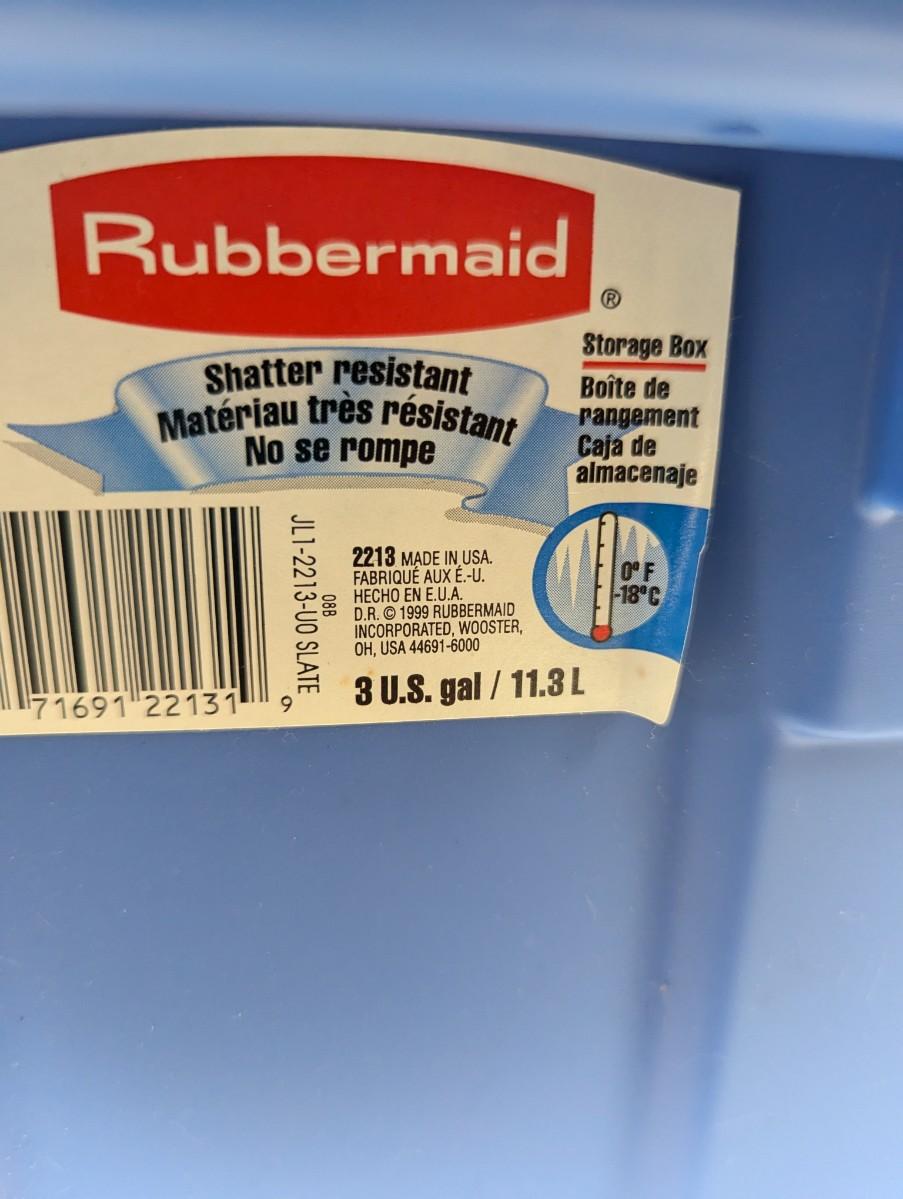 Rubbermaid
®
Storage Box
Boîte de
rangement
Caja de
almacenaje
Shatter resistant
Matériau très résistant
No se rompe
0° F
-18°C
2213 MADE IN USA.
FABRIQUÉ AUX É.-U.
HECHO EN E.U.A.
D.R. © 1999 RUBBERMAID
INCORPORATED, WOOSTER,
OH, USA 44691-6000
3 U.S. gal / 11.3 L
JL1-2213-U0 SLATE
08B
71691 22131 9